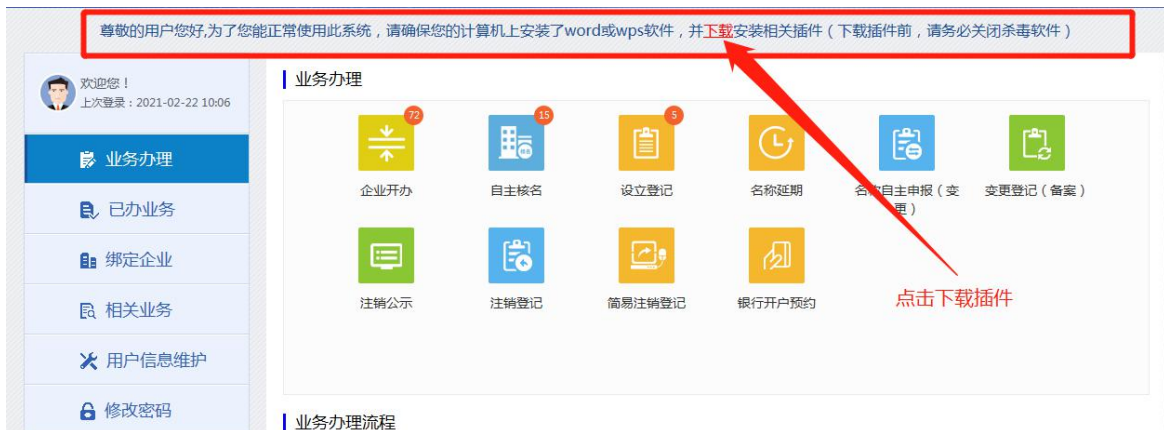 尊敬的用户您好,为了您能正常使用此系统，请确保您的计算机上安装了word或wps软件，并下载安装相关插件（下载插件前，请务必关闭杀毒软件）
欢迎您！
上次登录：2021-02-22 10:06
业务办理
已办业务
绑定企业
相关业务
用户信息维护
修改密码
业务办理
72
15
5
企业开办
自主核名
设立登记
名称延期
名称自主申报（变
更）
变更登记（备案）
注销公示
注销登记
简易注销登记
银行开户预约
点击下载插件
业务办理流程